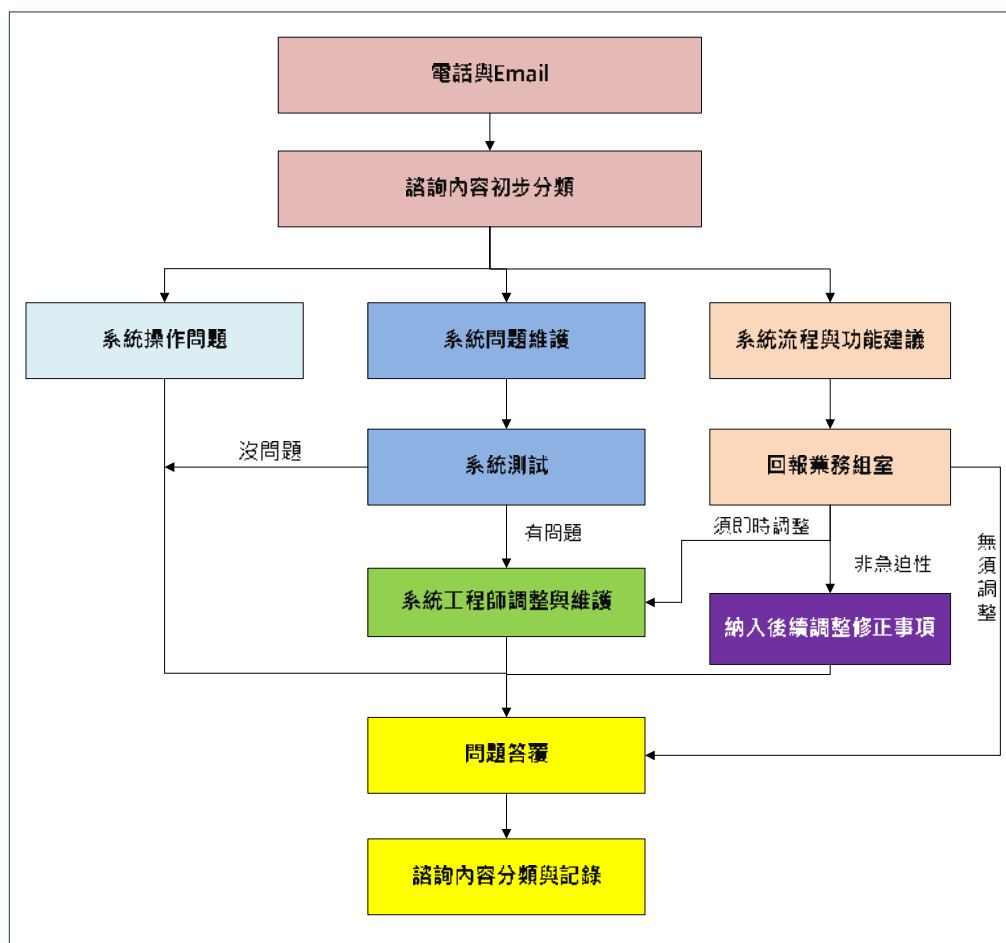 電話與Email
諮詢內容初步分類
系統操作問題
系統問題維護
系統流程與功能建議
沒問題
系統測試
回報業務組室
有問題
須即時調整
非急迫性
無須調整
系統工程師調整與維護
納入後續調整修正事項
問題答覆
諮詢內容分類與記錄